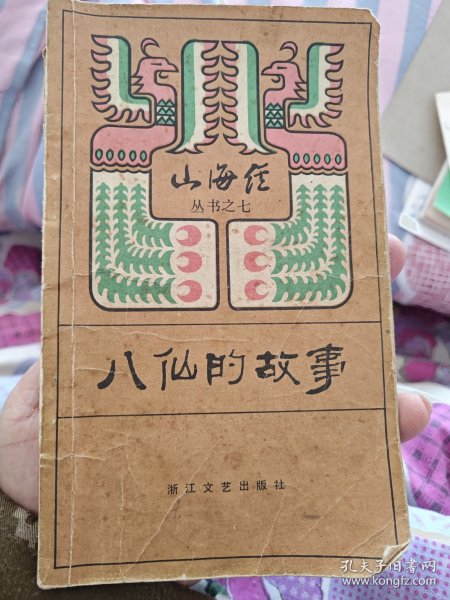 山海经
丛书之七
八仙的故事
浙江文艺出版社
孔夫子旧书网
www.kongfz.com